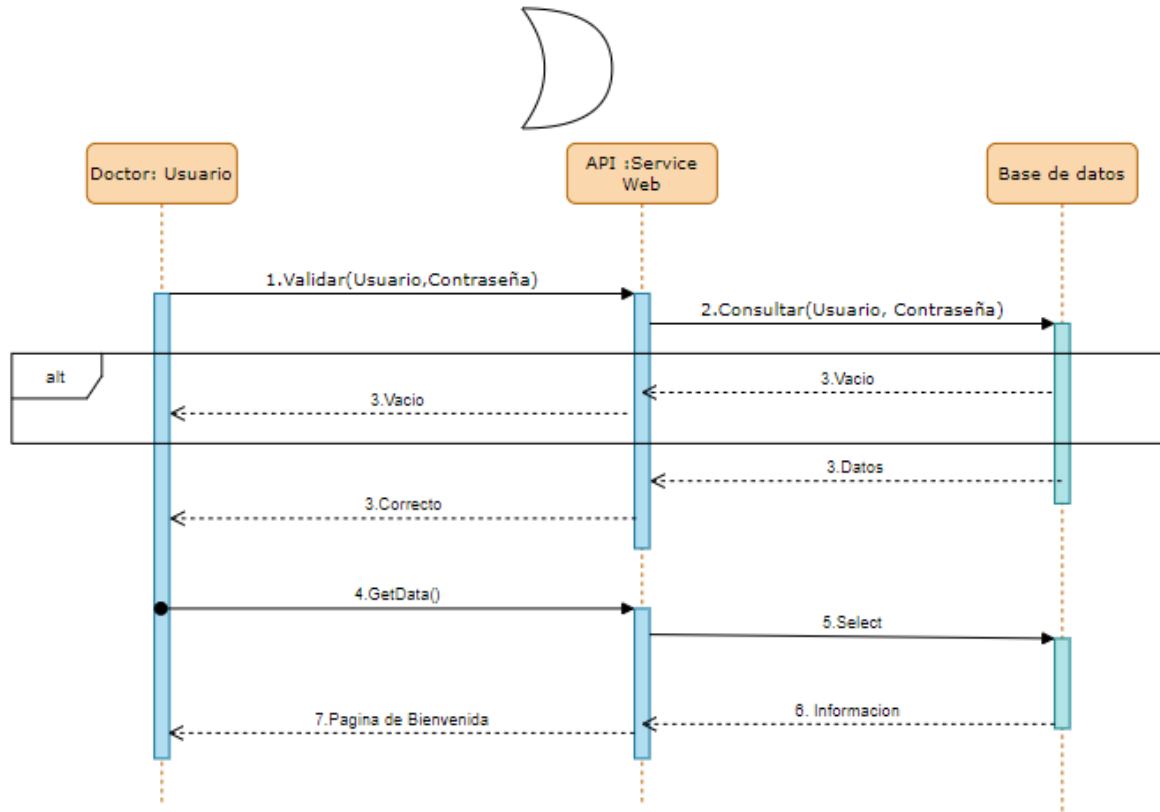 Doctor: Usuario
API :Service
Web
Base de datos
1.Validar(Usuario,Contraseña)
2.Consultar(Usuario, Contraseña)
alt
3.Vacio
3.Vacio
3.Datos
3.Correcto
4.GetData()
5.Select
6. Informacion
7.Pagina de Bienvenida